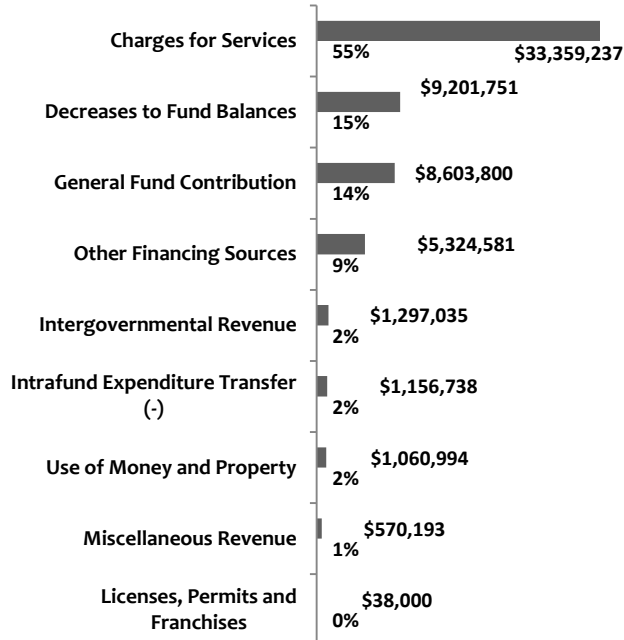 Charges for Services
55%
$33,359,237
Decreases to Fund Balances
$9,201,751
15%
General Fund Contribution
$8,603,800
14%
Other Financing Sources
$5,324,581
9%
Intergovernmental Revenue
$1,297,035
2%
Intrafund Expenditure Transfer
(-)
$1,156,738
2%
Use of Money and Property
$1,060,994
2%
Miscellaneous Revenue
$570,193
1%
Licenses, Permits and
Franchises
$38,000
0%